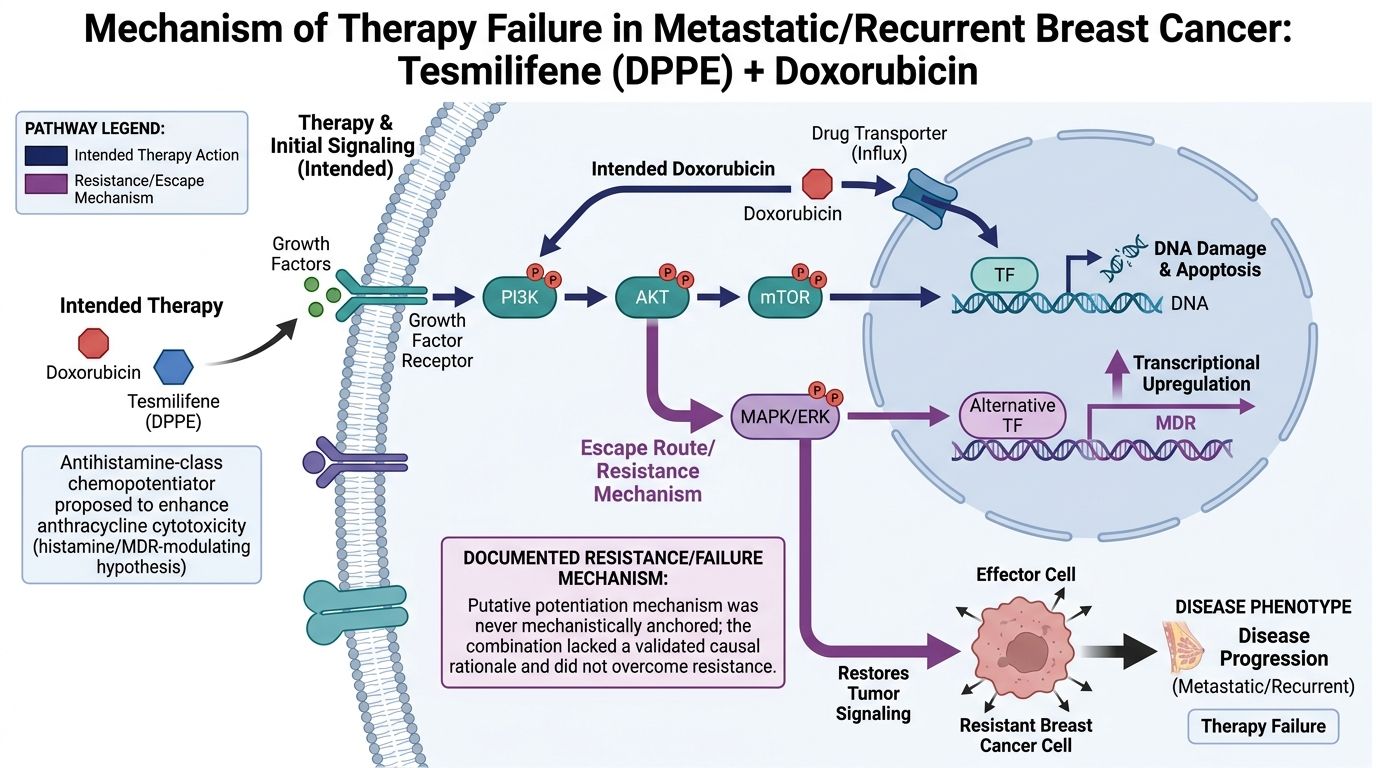 Mechanism of Therapy Failure in Metastatic/Recurrent Breast Cancer:
Tesmilifene (DPPE) + Doxorubicin
PATHWAY LEGEND:
Intended Therapy Action
Resistance/Escape
Mechanism
Therapy &
Initial Signaling
(Intended)
Growth
Factors
Intended Therapy
Doxorubicin
Tesmilifene
(DPPE)
Antihistamine-class
chemopotentiator
proposed to enhance
anthracycline cytotoxicity
(histamine/MDR-modulating
hypothesis)
Growth
Factor
Receptor
Intended Doxorubicin
Doxorubicin
Drug Transporter
(Influx)
P
P
PI3K
P
P
AKT
P
P
mTOR
TF
DNA Damage
& Apoptosis
DNA
P
P
MAPK/ERK
Escape Route/
Resistance
Mechanism
Alternative
TF
Transcriptional
Upregulation
MDR
DOCUMENTED RESISTANCE/FAILURE
MECHANISM:
Putative potentiation mechanism was
never mechanistically anchored; the
combination lacked a validated causal
rationale and did not overcome resistance.
Restores
Tumor
Signaling
Effector Cell
Resistant Breast
Cancer Cell
DISEASE PHENOTYPE
Disease
Progression
(Metastatic/Recurrent)
Therapy Failure